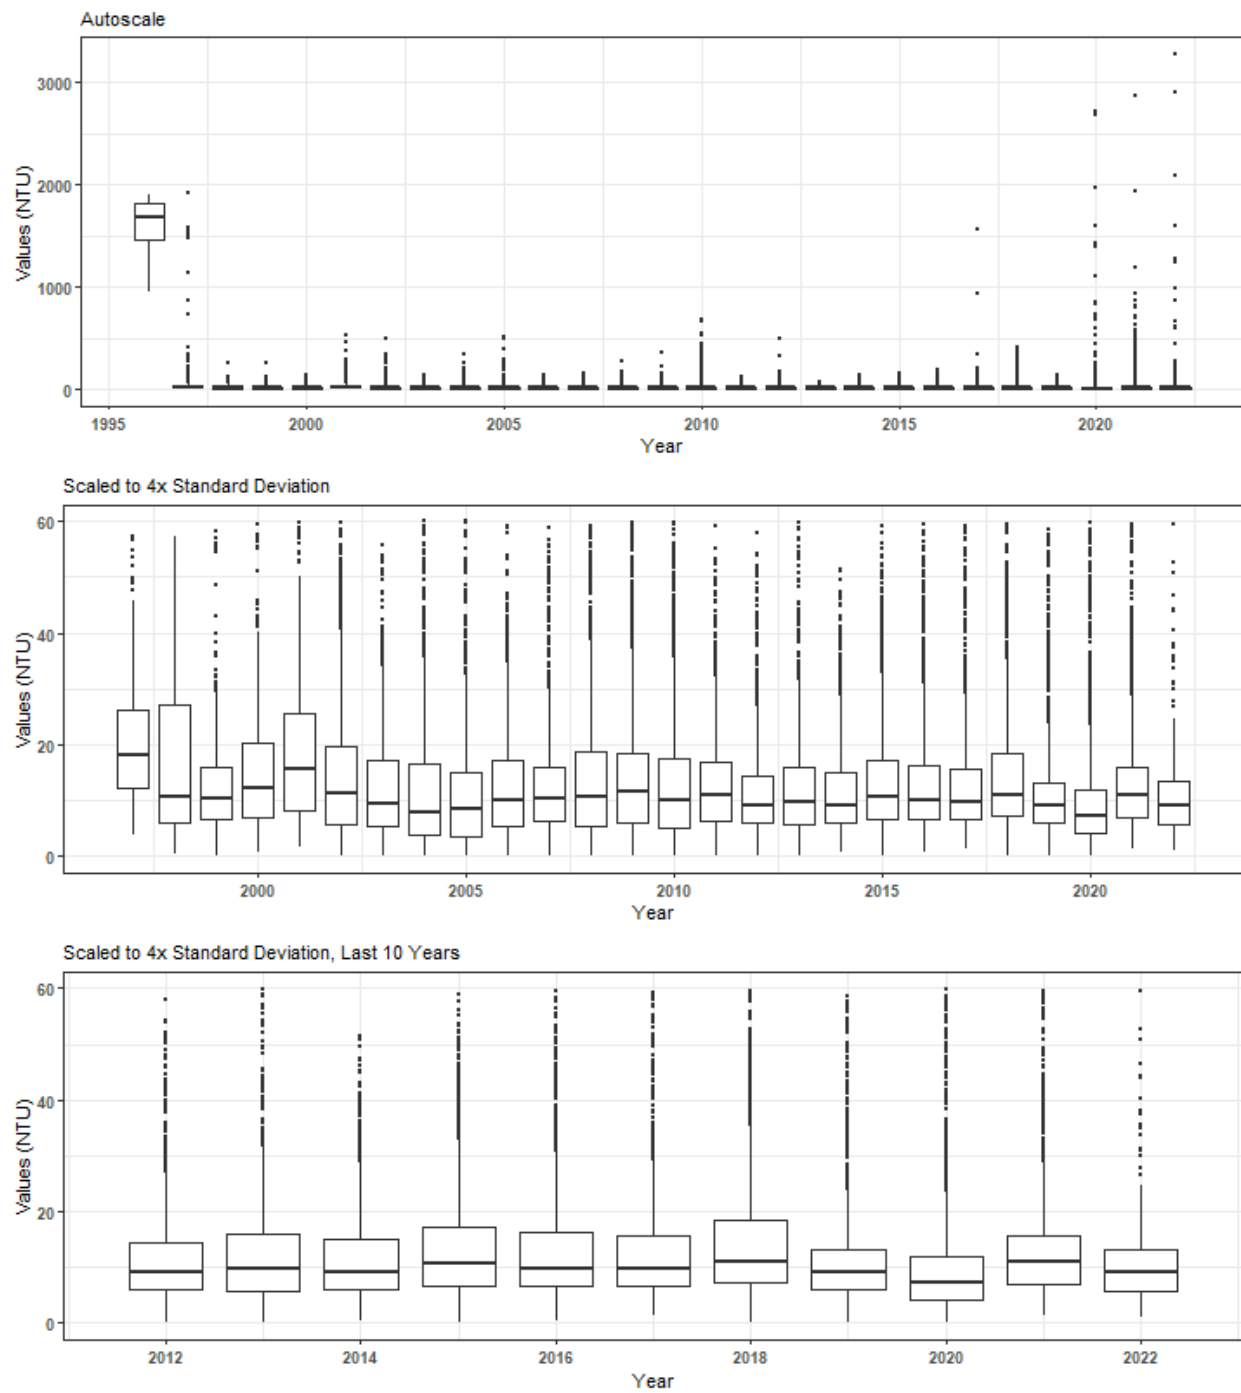 Autoscale
Values (NTU)
3000
2000
1000
0
1995 2000 2005 2010 2015 2020
Year
Scaled to 4x Standard Deviation
Values (NTU)
60
40
20
0
2000 2005 2010 2015 2020
Year
Scaled to 4x Standard Deviation, Last 10 Years
Values (NTU)
60
40
20
0
2012 2014 2016 2018 2020 2022
Year